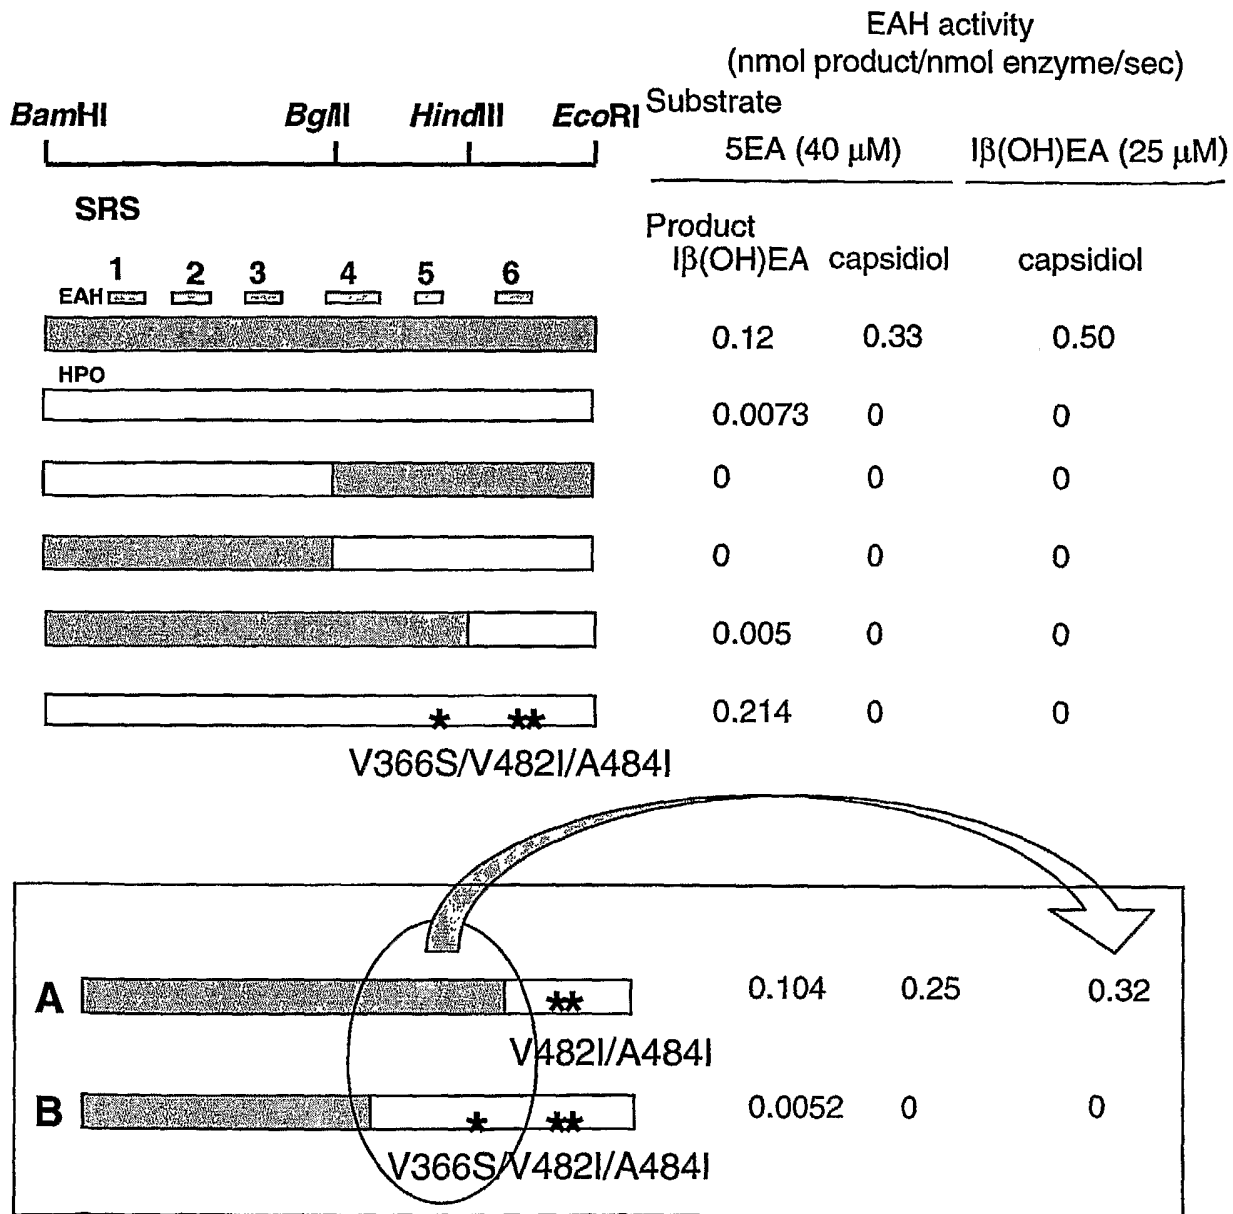 EAH activity
(nmol product/nmol enzyme/sec)
BamHI BglII HindIII EcoRI Substrate
5EA (40 μM) Iβ(OH)EA (25 μM)
SRS
Product
Iβ(OH)EA capsidiol capsidiol
1 2 3 4 5 6
EAH
0.12 0.33 0.50
HPO
0.0073 0 0
0 0 0
0 0 0
0.005 0 0
* ** 0.214 0 0
V366S/V482I/A484I
A ** 0.104 0.25 0.32
V482I/A484I
B * ** 0.0052 0 0
V366S/V482I/A484I